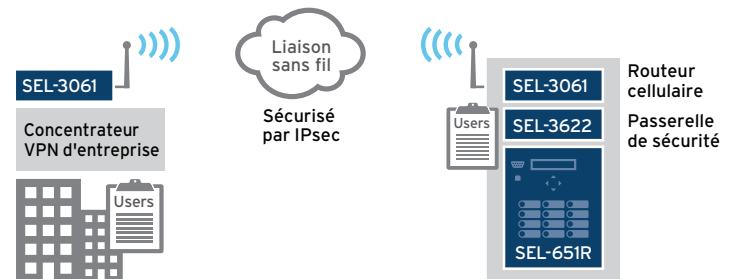 SEL-3061
Concentrateur
VPN d'entreprise
Users
Liaison
sans fil
Sécurisé
par IPsec
Users
SEL-3061
Routeur
cellulaire
SEL-3622
Passerelle
de sécurité
SEL-651R